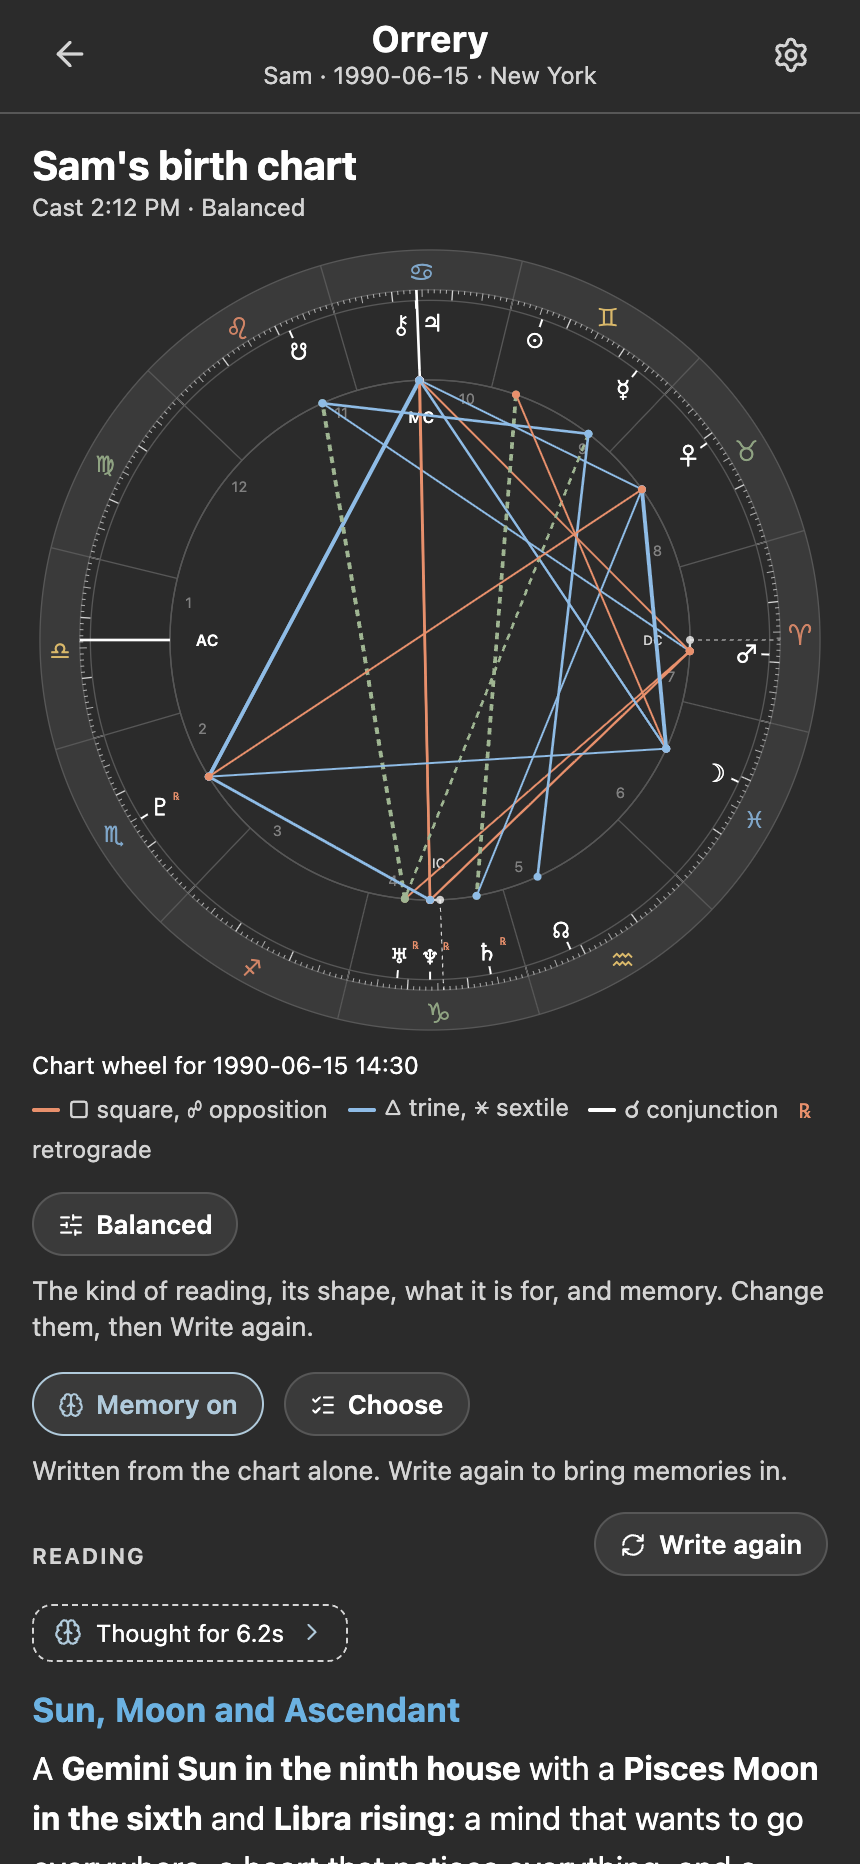 Orrery
Sam · 1990-06-15 · New York
Sam's birth chart
Cast 2:12 PM · Balanced
♋
♌
⚷ ♃
☉
♊
☋
☿
11
10
MC
9
♍
♀
♉
12
8
1
♎
AC
DC
♂
♈
7
2
♇ ℞
☽
6
♏
3
♓
IC
5
4
☊
♅ ℞ ♆ ℞ ♄ ℞
♐
♒
♑
Chart wheel for 1990-06-15 14:30
□ square, ☍ opposition △ trine, ⚹ sextile ☌ conjunction ℞
retrograde
Balanced
The kind of reading, its shape, what it is for, and memory. Change
them, then Write again.
Memory on
Choose
Written from the chart alone. Write again to bring memories in.
READING
Write again
Thought for 6.2s
Sun, Moon and Ascendant
A Gemini Sun in the ninth house with a Pisces Moon
in the sixth and Libra rising: a mind that wants to go